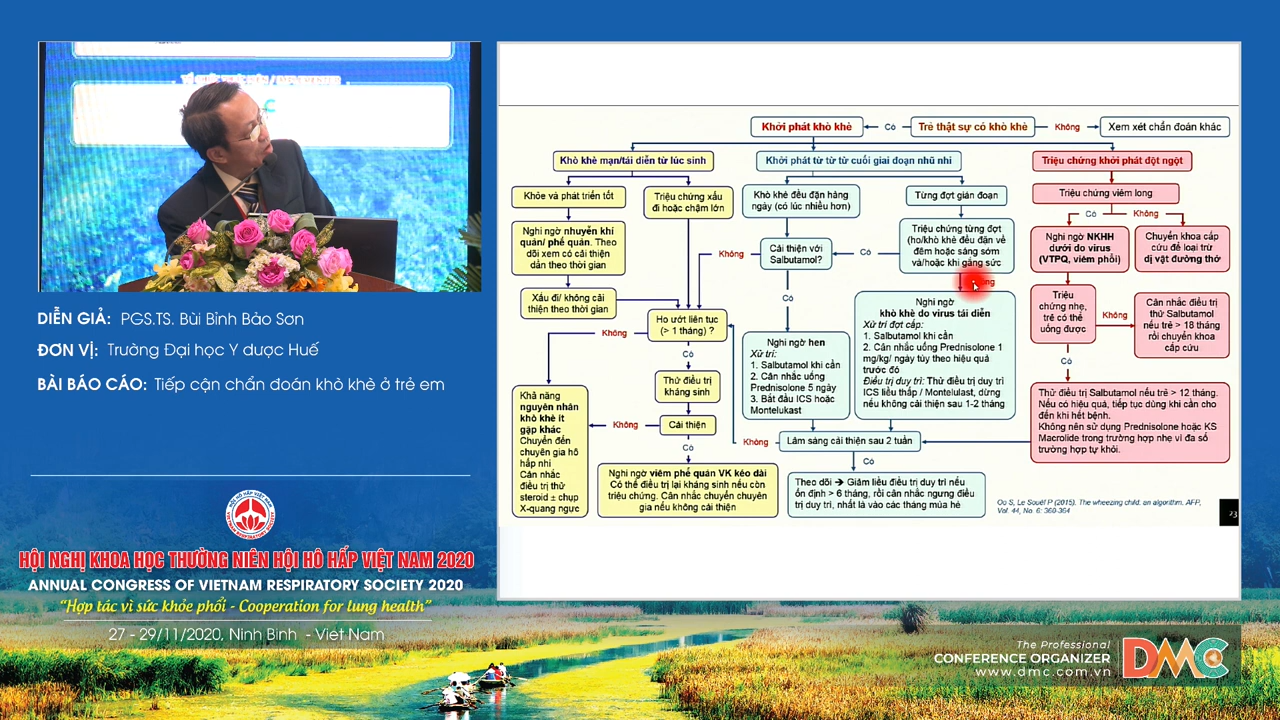 DIỄN GIẢ: PGS.TS. Bùi Bỉnh Bảo Sơn
ĐƠN VỊ: Trường Đại học Y dược Huế
BÀI BÁO CÁO: Tiếp cận chẩn đoán khò khè ở trẻ em
HỘI NGHỊ KHOA HỌC THƯỜNG NIÊN HỘI HÔ HẤP VIỆT NAM 2020
ANNUAL CONGRESS OF VIETNAM RESPIRATORY SOCIETY 2020
“Hợp tác vì sức khỏe phổi - Cooperation for lung health”
27 - 29/11/2020, Ninh Bình - Việt Nam
Khởi phát khò khè
Có
Trẻ thật sự có khò khè
Không
Xem xét chẩn đoán khác
Khò khè mạn/tái diễn từ lúc sinh
Khởi phát từ từ từ cuối giai đoạn nhũ nhi
Triệu chứng khởi phát đột ngột
Khỏe và phát triển tốt
Triệu chứng xấu
đi hoặc chậm lớn
Khò khè đều đặn hàng
ngày (có lúc nhiều hơn)
Từng đợt gián đoạn
Triệu chứng viêm long
Có
Không
Nghi ngờ nhuyễn khí
quản/ phế quản. Theo
dõi xem có cải thiện
dần theo thời gian
Không
Cải thiện với
Salbutamol?
Có
Triệu chứng từng đợt
(ho/khò khè đều đặn về
đêm hoặc sáng sớm
và/hoặc khi gắng sức
Nghi ngờ NKHH
dưới do virus
(VTPQ, viêm phổi)
Chuyển khoa cấp
cứu để loại trừ
dị vật đường thở
Xấu đi/ không cải
thiện theo thời gian
Có
Nghi ngờ
khò khè do virus tái diễn
Xử trí đợt cấp:
1. Salbutamol khi cần
2. Cân nhắc uống Prednisolone 1
mg/kg/ ngày tùy theo hiệu quả
trước đó
Điều trị duy trì: Thử điều trị duy trì
ICS liều thấp / Montelulast, dừng
nếu không cải thiện sau 1-2 tháng
Triệu
chứng nhẹ,
trẻ có thể
uống được
Không
Cân nhắc điều trị
thử Salbutamol
nếu trẻ > 18 tháng
rồi chuyển khoa
cấp cứu
Không
Ho ướt liên tục
(> 1 tháng) ?
Có
Nghi ngờ hen
Xử trí:
1. Salbutamol khi cần
2. Cân nhắc uống
Prednisolone 5 ngày
3. Bắt đầu ICS hoặc
Montelukast
Có
Thử điều trị
kháng sinh
Khả năng
nguyên nhân
khò khè ít
gặp khác
Chuyển đến
chuyên gia hô
hấp nhi
Cân nhắc
điều trị thử
steroid ± chụp
X-quang ngực
Không
Cải thiện
Có
Không
Lâm sàng cải thiện sau 2 tuần
Có
Thử điều trị Salbutamol nếu trẻ > 12 tháng.
Nếu có hiệu quả, tiếp tục dùng khi cần cho
đến khi hết bệnh.
Không nên sử dụng Prednisolone hoặc KS
Macrolide trong trường hợp nhẹ vì đa số
trường hợp tự khỏi.
Nghi ngờ viêm phế quản VK kéo dài
Có thể điều trị lại kháng sinh nếu còn
triệu chứng. Cân nhắc chuyển chuyên
gia nếu không cải thiện
Theo dõi ➔ Giảm liều điều trị duy trì nếu
ổn định > 6 tháng, rồi cân nhắc ngưng điều
trị duy trì, nhất là vào các tháng mùa hè
Oo S, Le Souëf P (2015). The wheezing child: an algorithm. AFP,
Vol. 44, No. 6: 360-364
23
The Professional
CONFERENCE ORGANIZER
www.dmc.com.vn
DMC